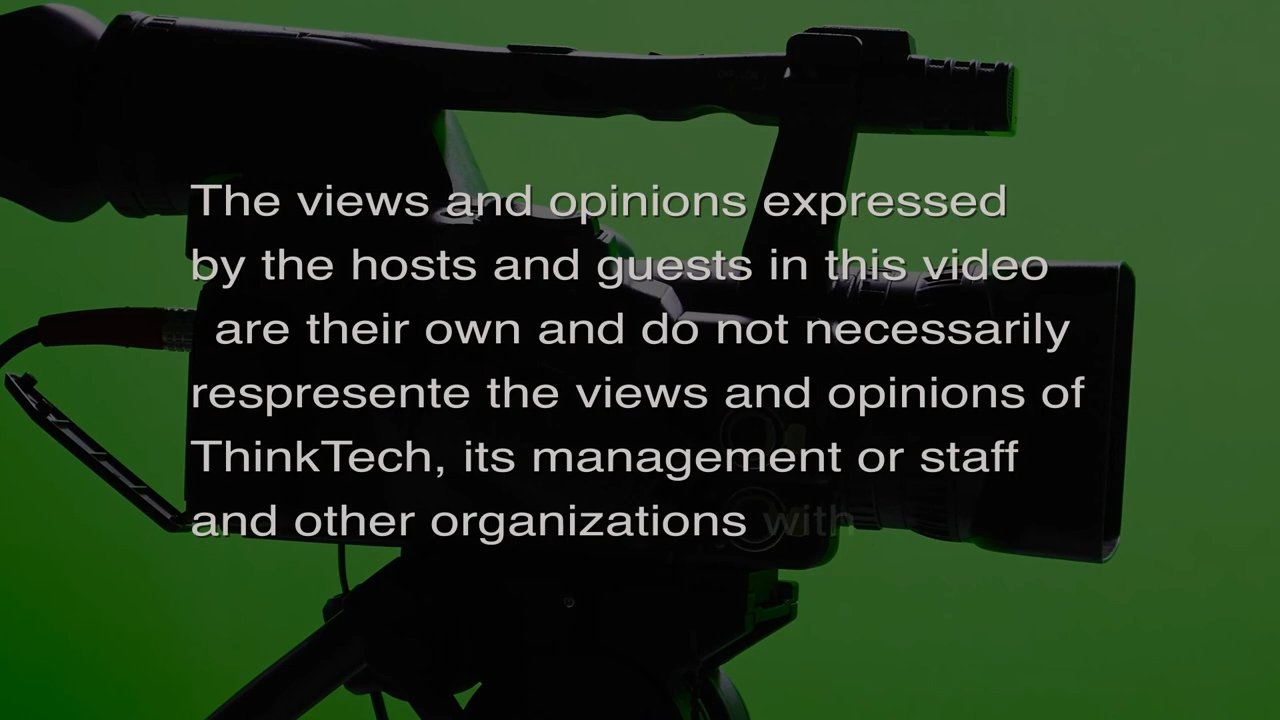 The views and opinions expressed
by the hosts and guests in this video
are their own and do not necessarily
respresente the views and opinions of
ThinkTech, its management or staff
and other organizations with